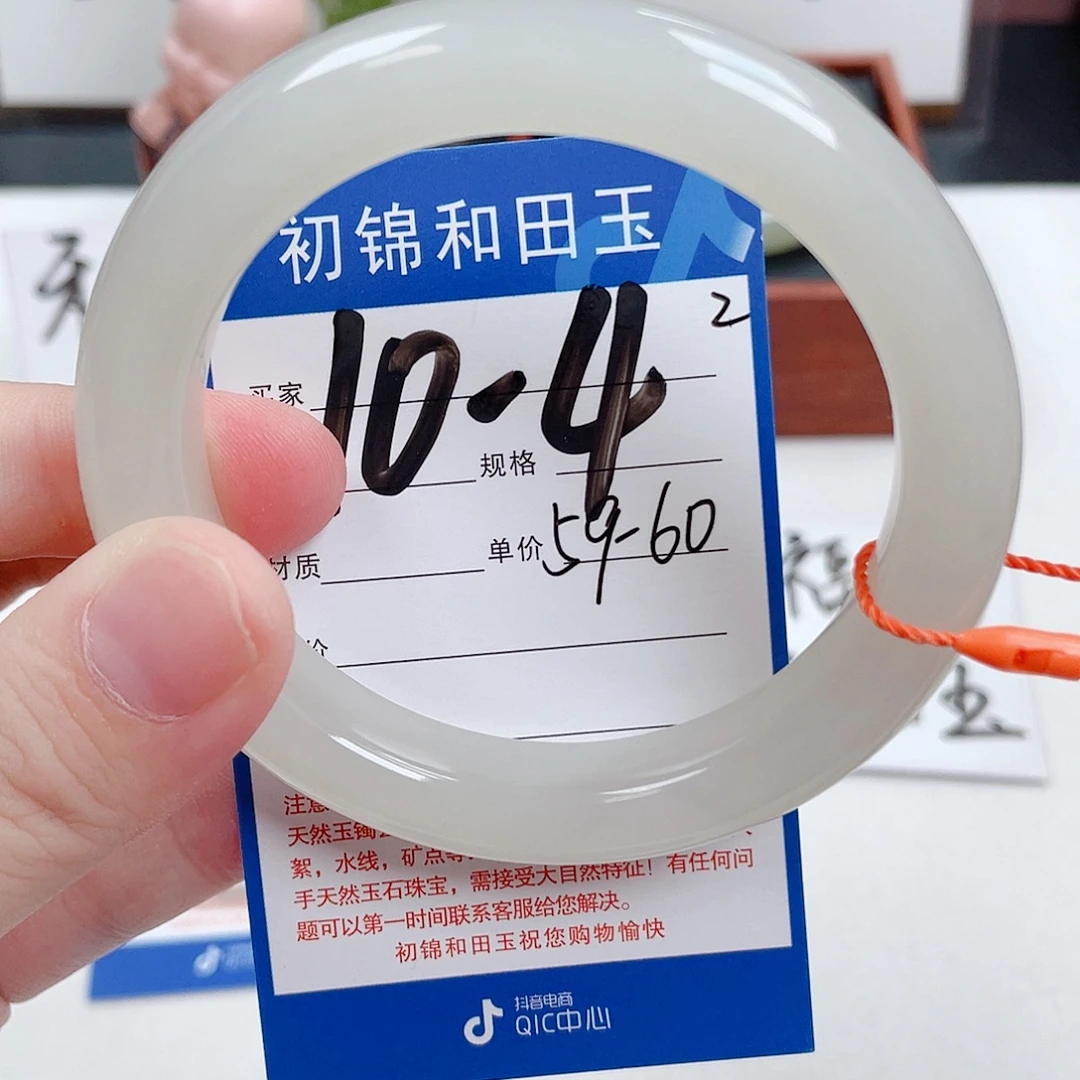 初锦和田玉
10·4 2
买家
规格
材质 单价 59-60
价
注意
天然玉镯
絮，水线，矿点等
手天然玉石珠宝，需接受大自然特征！有任何问
题可以第一时间联系客服给您解决。
初锦和田玉祝您购物愉快
抖音电商
QIC中心
福
玉